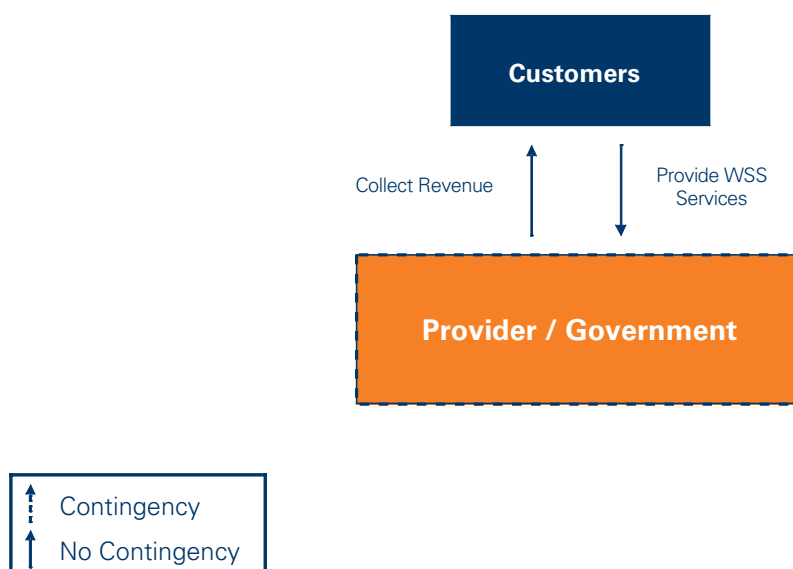 Customers
Collect Revenue
Provide WSS
Services
Provider / Government
Contingency
No Contingency